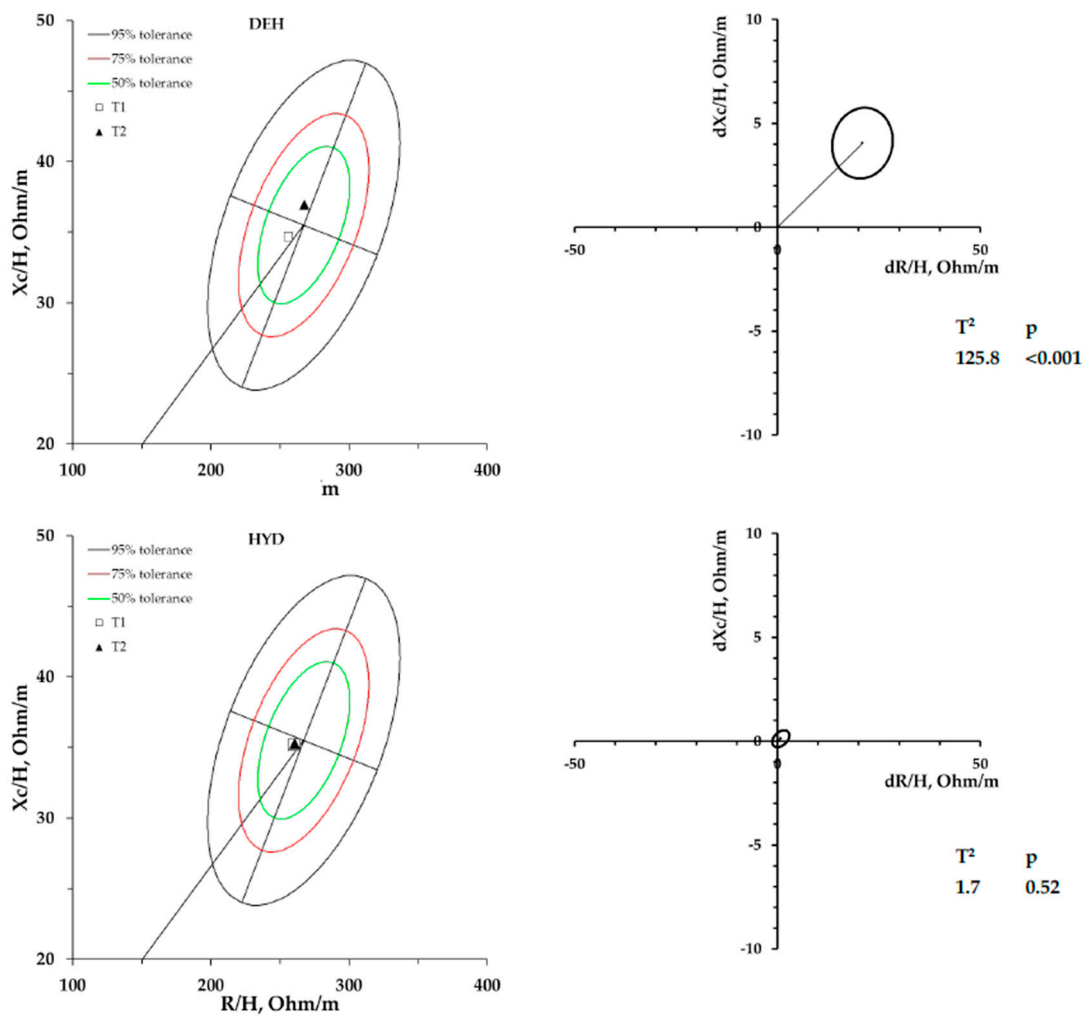 DEH
50
40
30
20
Xc/H, Ohm/m
95% tolerance
75% tolerance
50% tolerance
T1
T2
100
200
300
400
m
10
5
0
-5
-10
dXc/H, Ohm/m
-50
0
50
dR/H, Ohm/m
T² p
125.8 <0.001
HYD
50
40
30
20
Xc/H, Ohm/m
95% tolerance
75% tolerance
50% tolerance
T1
T2
100
200
300
400
R/H, Ohm/m
10
5
0
-5
-10
dXc/H, Ohm/m
-50
0
50
dR/H, Ohm/m
T² p
1.7 0.52